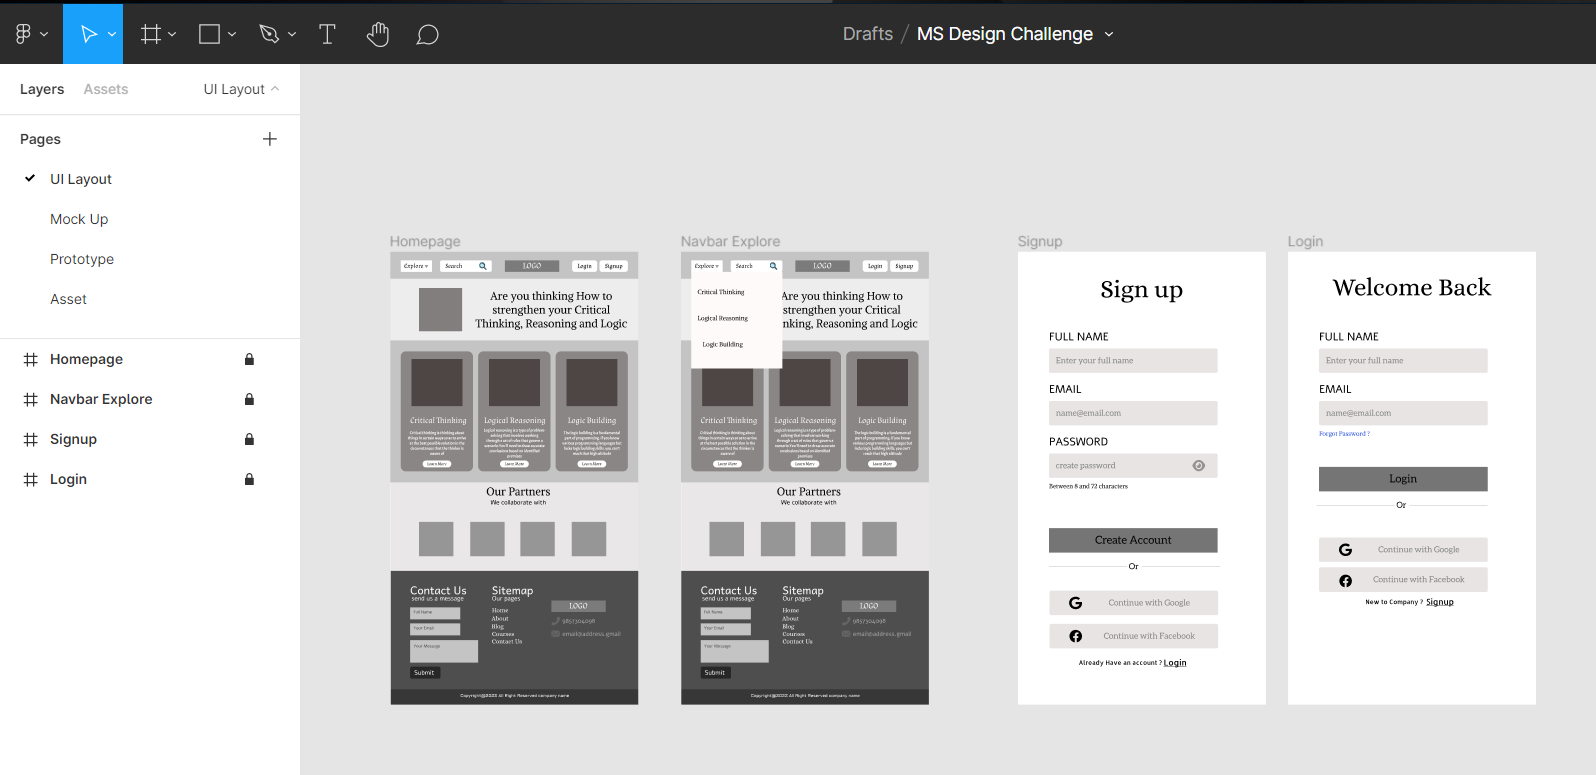 Drafts / MS Design Challenge
Layers Assets UI Layout
Pages
UI Layout
Mock Up
Prototype
Asset
Homepage
Navbar Explore
Signup
Login
Homepage
Explore
Search
LOGO
Login
Signup
Are you thinking How to
strengthen your Critical
Thinking, Reasoning and Logic
Critical Thinking
Learn More
Logical Reasoning
Learn More
Logic Building
Learn More
Our Partners
We collaborate with
Contact Us
send us a message
Full Name
Your Email
Your Message
Submit
Sitemap
Our pages
Home
About
Blog
Courses
Contact Us
LOGO
9857304098
email@address.gmail
Copyright@2022 All Right Reserved company name
Navbar Explore
Explore
Search
LOGO
Login
Signup
Critical Thinking
Logical Reasoning
Logic Building
Are you thinking How to
strengthen your Critical
nking, Reasoning and Logic
Critical Thinking
Learn More
Logical Reasoning
Learn More
Logic Building
Learn More
Our Partners
We collaborate with
Contact Us
send us a message
Full Name
Your Email
Your Message
Submit
Sitemap
Our pages
Home
About
Blog
Courses
Contact Us
LOGO
9857304098
email@address.gmail
Copyright@2022 All Right Reserved company name
Signup
Sign up
FULL NAME
Enter your full name
EMAIL
name@email.com
PASSWORD
create password
Between 8 and 72 characters
Create Account
Or
Continue with Google
Continue with Facebook
Already Have an account ? Login
Login
Welcome Back
FULL NAME
Enter your full name
EMAIL
name@email.com
Forgot Password ?
Login
Or
Continue with Google
Continue with Facebook
New to Company ? Signup